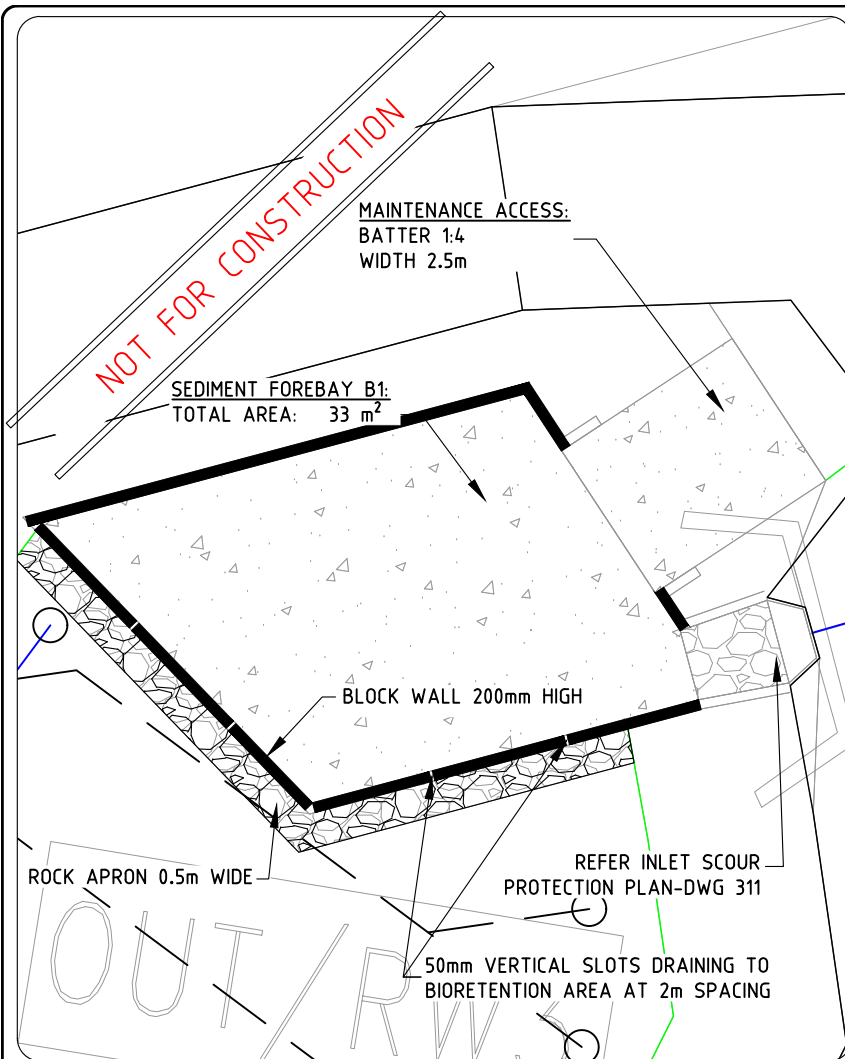 NOT FOR CONSTRUCTION
MAINTENANCE ACCESS:
BATTER 1:4
WIDTH 2.5m
SEDIMENT FOREBAY B1:
TOTAL AREA: 33 m²
BLOCK WALL 200mm HIGH
ROCK APRON 0.5m WIDE
REFER INLET SCOUR
PROTECTION PLAN-DWG 311
50mm VERTICAL SLOTS DRAINING TO
BIORETENTION AREA AT 2m SPACING
OUT/RW